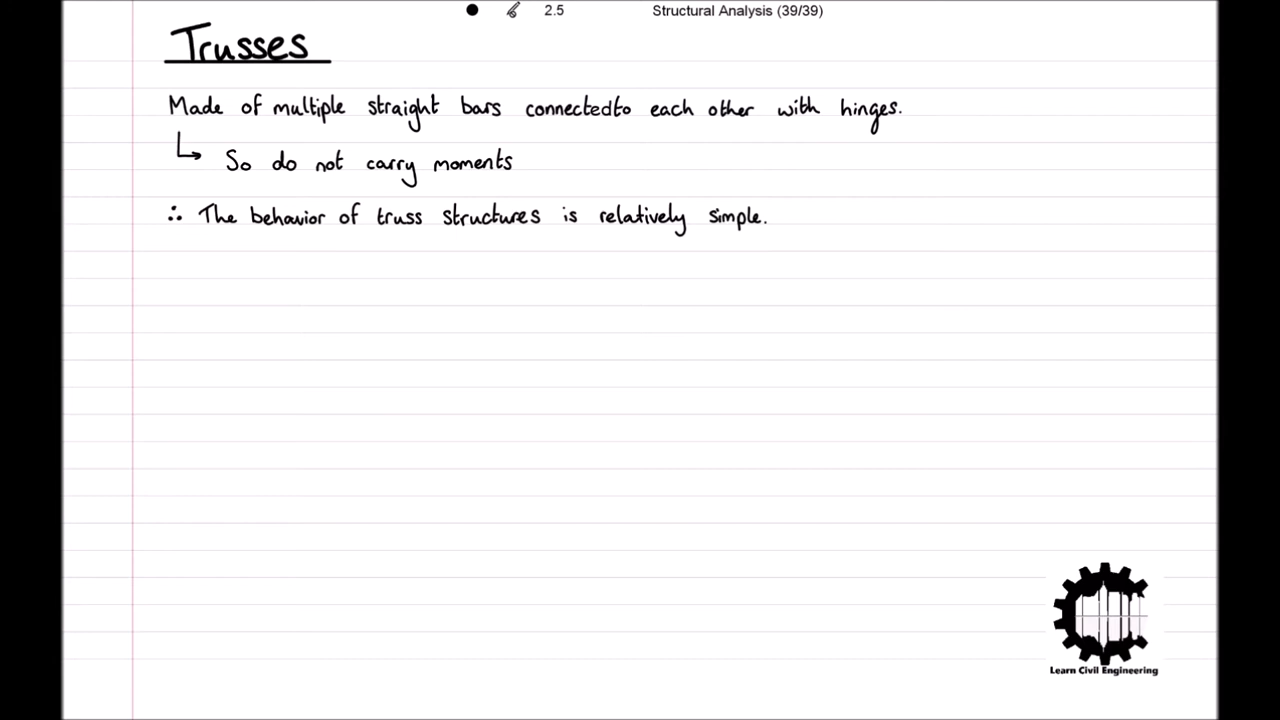 2.5 Structural Analysis (39/39)
Trusses
Made of multiple straight bars connectedto each other with hinges.
So do not carry moments
∴ The behavior of truss structures is relatively simple.
Learn Civil Engineering